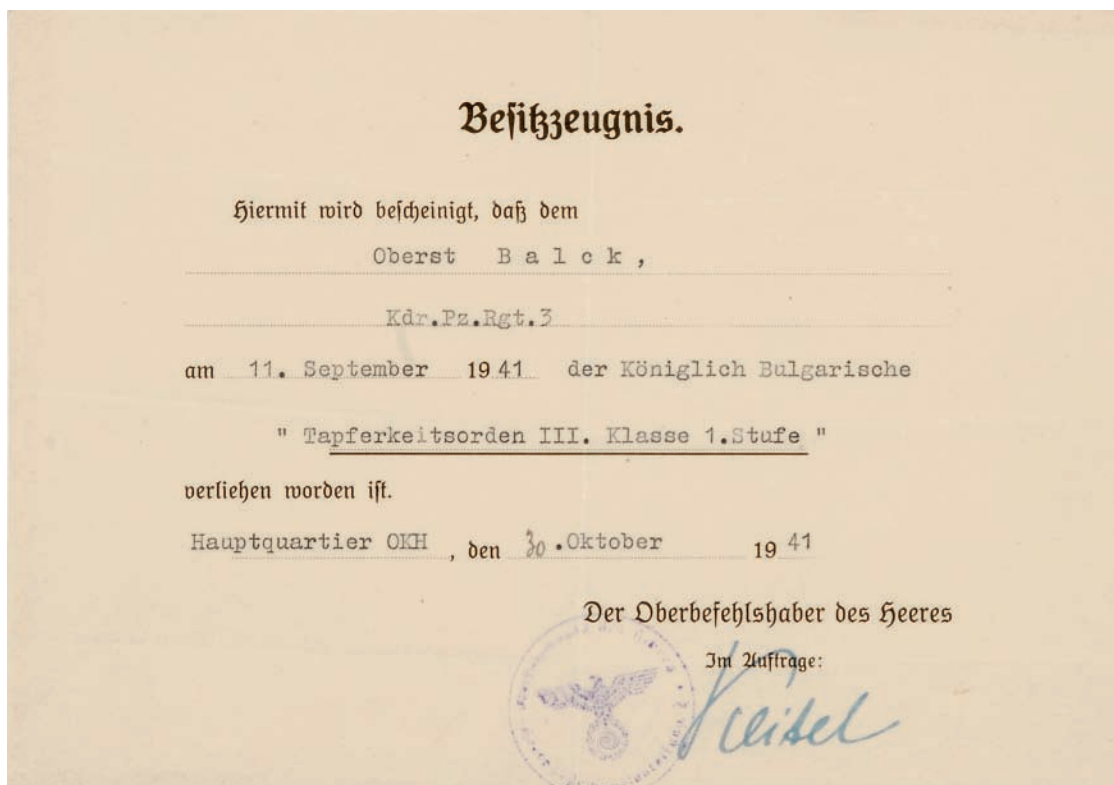 Besitzzeugnis.
Hiermit wird bescheinigt, daß dem
Oberst B a l c k ,
Kdr.Pz.Rgt.3
am 11. September 1941 der Königlich Bulgarische
" Tapferkeitsorden III. Klasse 1.Stufe "
verliehen worden ist.
Hauptquartier OKH , den 30.Oktober 1941
Der Oberbefehlshaber des Heeres
Im Auftrage:
Keitel